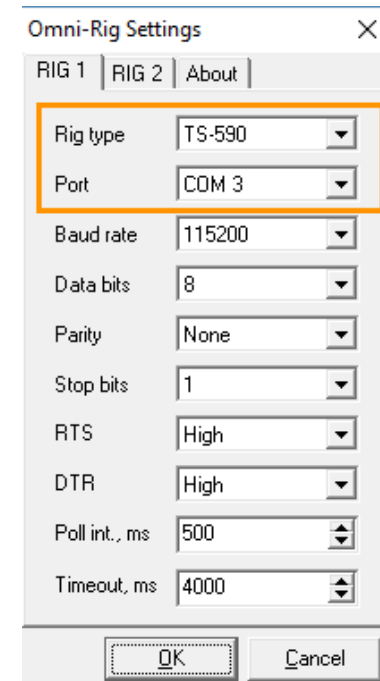 Omni-Rig Settings
RIG 1 RIG 2 About
Rig type TS-590
Port COM 3
Baud rate 115200
Data bits 8
Parity None
Stop bits 1
RTS High
DTR High
Poll int., ms 500
Timeout, ms 4000
OK Cancel